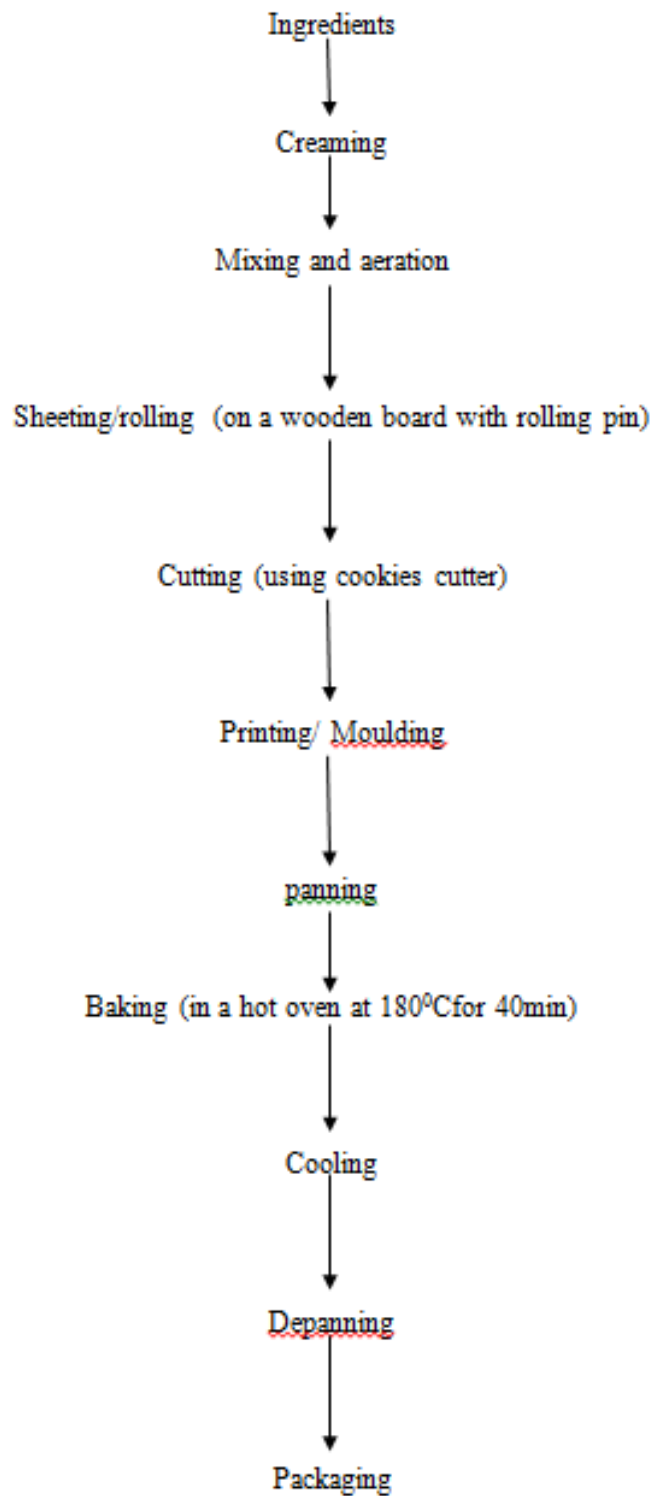 Ingredients
Creaming
Mixing and aeration
Sheeting/rolling (on a wooden board with rolling pin)
Cutting (using cookies cutter)
Printing/ Moulding
panning
Baking (in a hot oven at 180⁰Cfor 40min)
Cooling
Depanning
Packaging